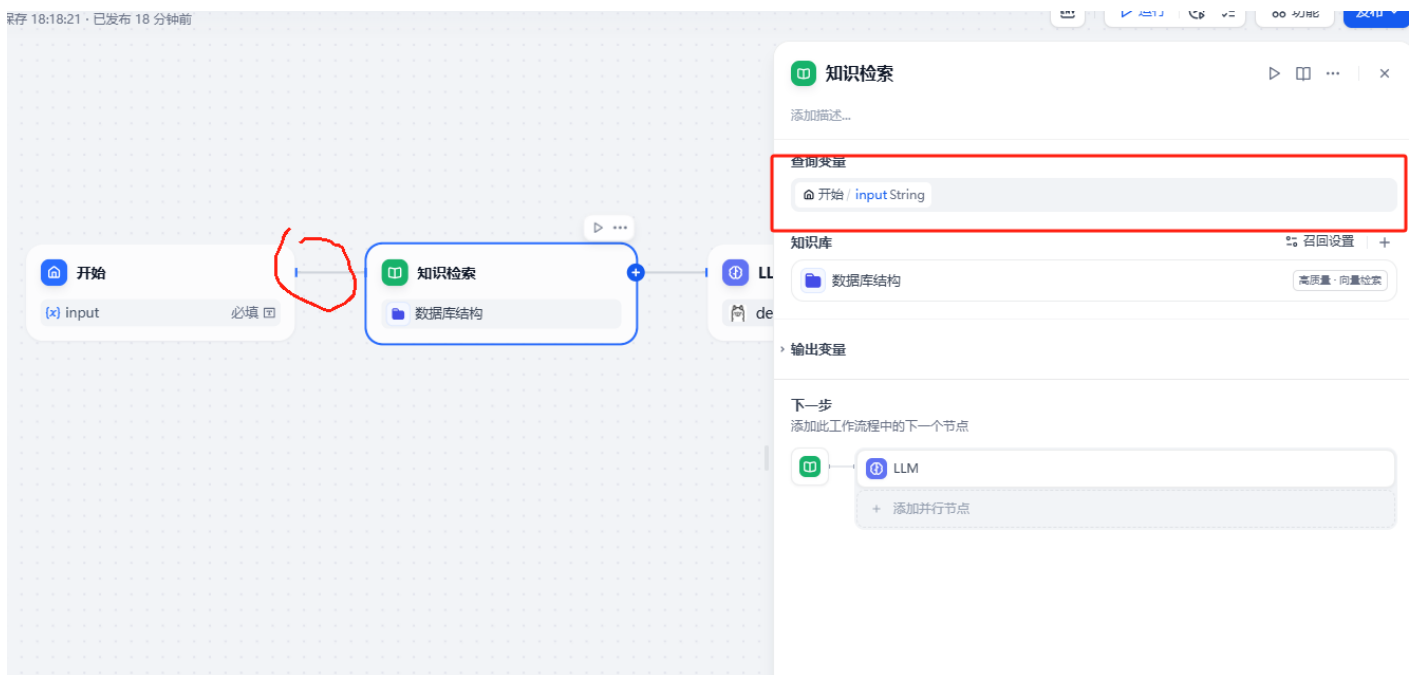 保存 18:18:21 · 已发布 18 分钟前
运行
功能
发布
知识检索
添加描述...
查询变量
开始 / input String
知识库
召回设置
数据库结构
高质量 · 向量检索
输出变量
下一步
添加此工作流程中的下一个节点
LLM
+ 添加并行节点
开始
{x} input 必填
知识检索
数据库结构
LL
de